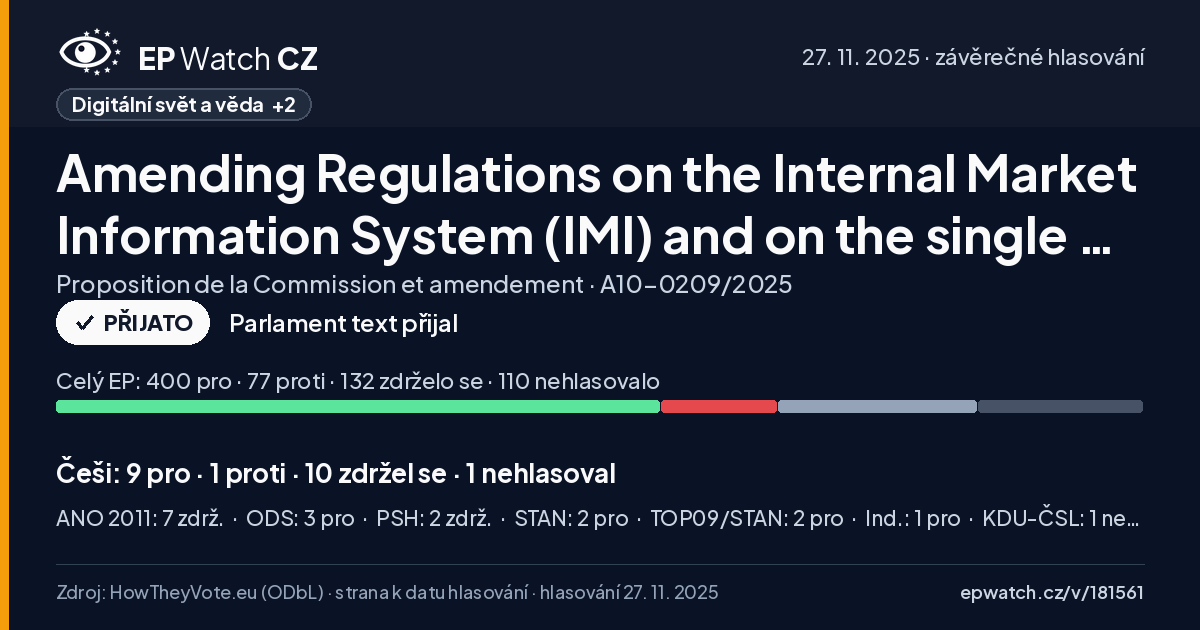 EP Watch CZ
27. 11. 2025 · závěrečné hlasování
Digitální svět a věda +2
Amending Regulations on the Internal Market
Information System (IMI) and on the single …
Proposition de la Commission et amendement · A10-0209/2025
✓ PŘIJATO Parlament text přijal
Celý EP: 400 pro · 77 proti · 132 zdrželo se · 110 nehlasovalo
Češi: 9 pro · 1 proti · 10 zdržel se · 1 nehlasoval
ANO 2011: 7 zdrž. · ODS: 3 pro · PSH: 2 zdrž. · STAN: 2 pro · TOP09/STAN: 2 pro · Ind.: 1 pro · KDU-ČSL: 1 ne…
Zdroj: HowTheyVote.eu (ODbL) · strana k datu hlasování · hlasování 27. 11. 2025
epwatch.cz/v/181561